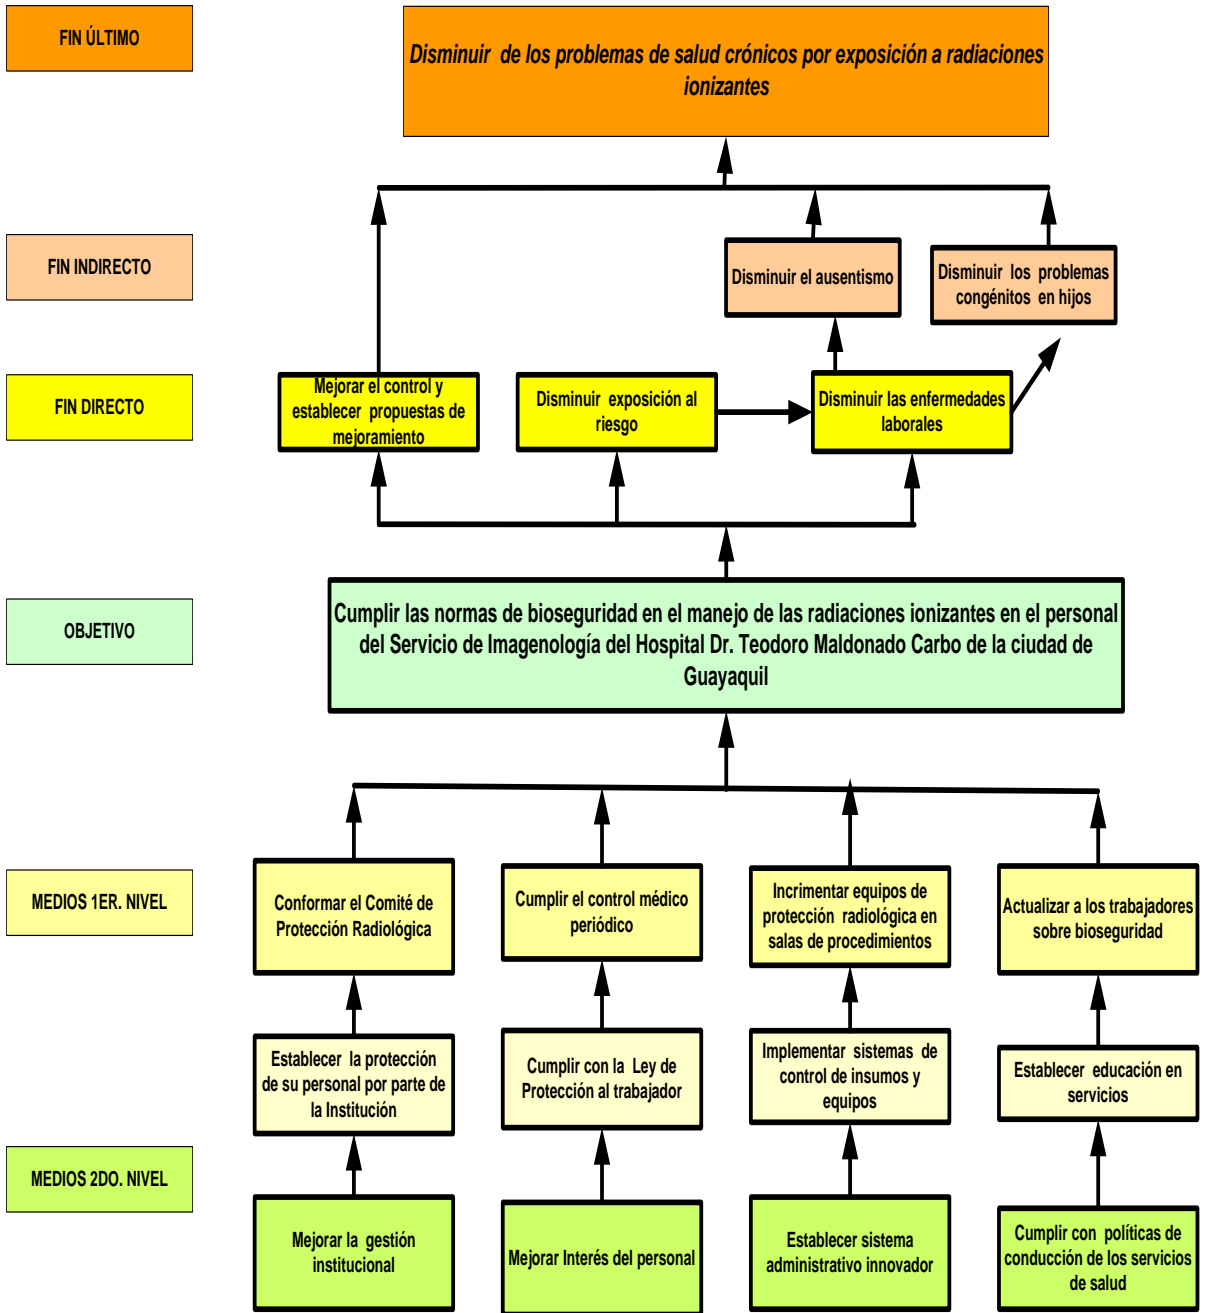 FIN ÚLTIMO
Disminuir de los problemas de salud crónicos por exposición a radiaciones
ionizantes
FIN INDIRECTO
Disminuir el ausentismo
Disminuir los problemas
congénitos en hijos
FIN DIRECTO
Mejorar el control y
establecer propuestas de
mejoramiento
Disminuir exposición al
riesgo
Disminuir las enfermedades
laborales
OBJETIVO
Cumplir las normas de bioseguridad en el manejo de las radiaciones ionizantes en el personal
del Servicio de Imagenología del Hospital Dr. Teodoro Maldonado Carbo de la ciudad de
Guayaquil
MEDIOS 1ER. NIVEL
Conformar el Comité de
Protección Radiológica
Cumplir el control médico
periódico
Incrimentar equipos de
protección radiológica en
salas de procedimientos
Actualizar a los trabajadores
sobre bioseguridad
Establecer la protección
de su personal por parte de
la Institución
Cumplir con la Ley de
Protección al trabajador
Implementar sistemas de
control de insumos y
equipos
Establecer educación en
servicios
MEDIOS 2DO. NIVEL
Mejorar la gestión
institucional
Mejorar Interés del personal
Establecer sistema
administrativo innovador
Cumplir con políticas de
conducción de los servicios
de salud